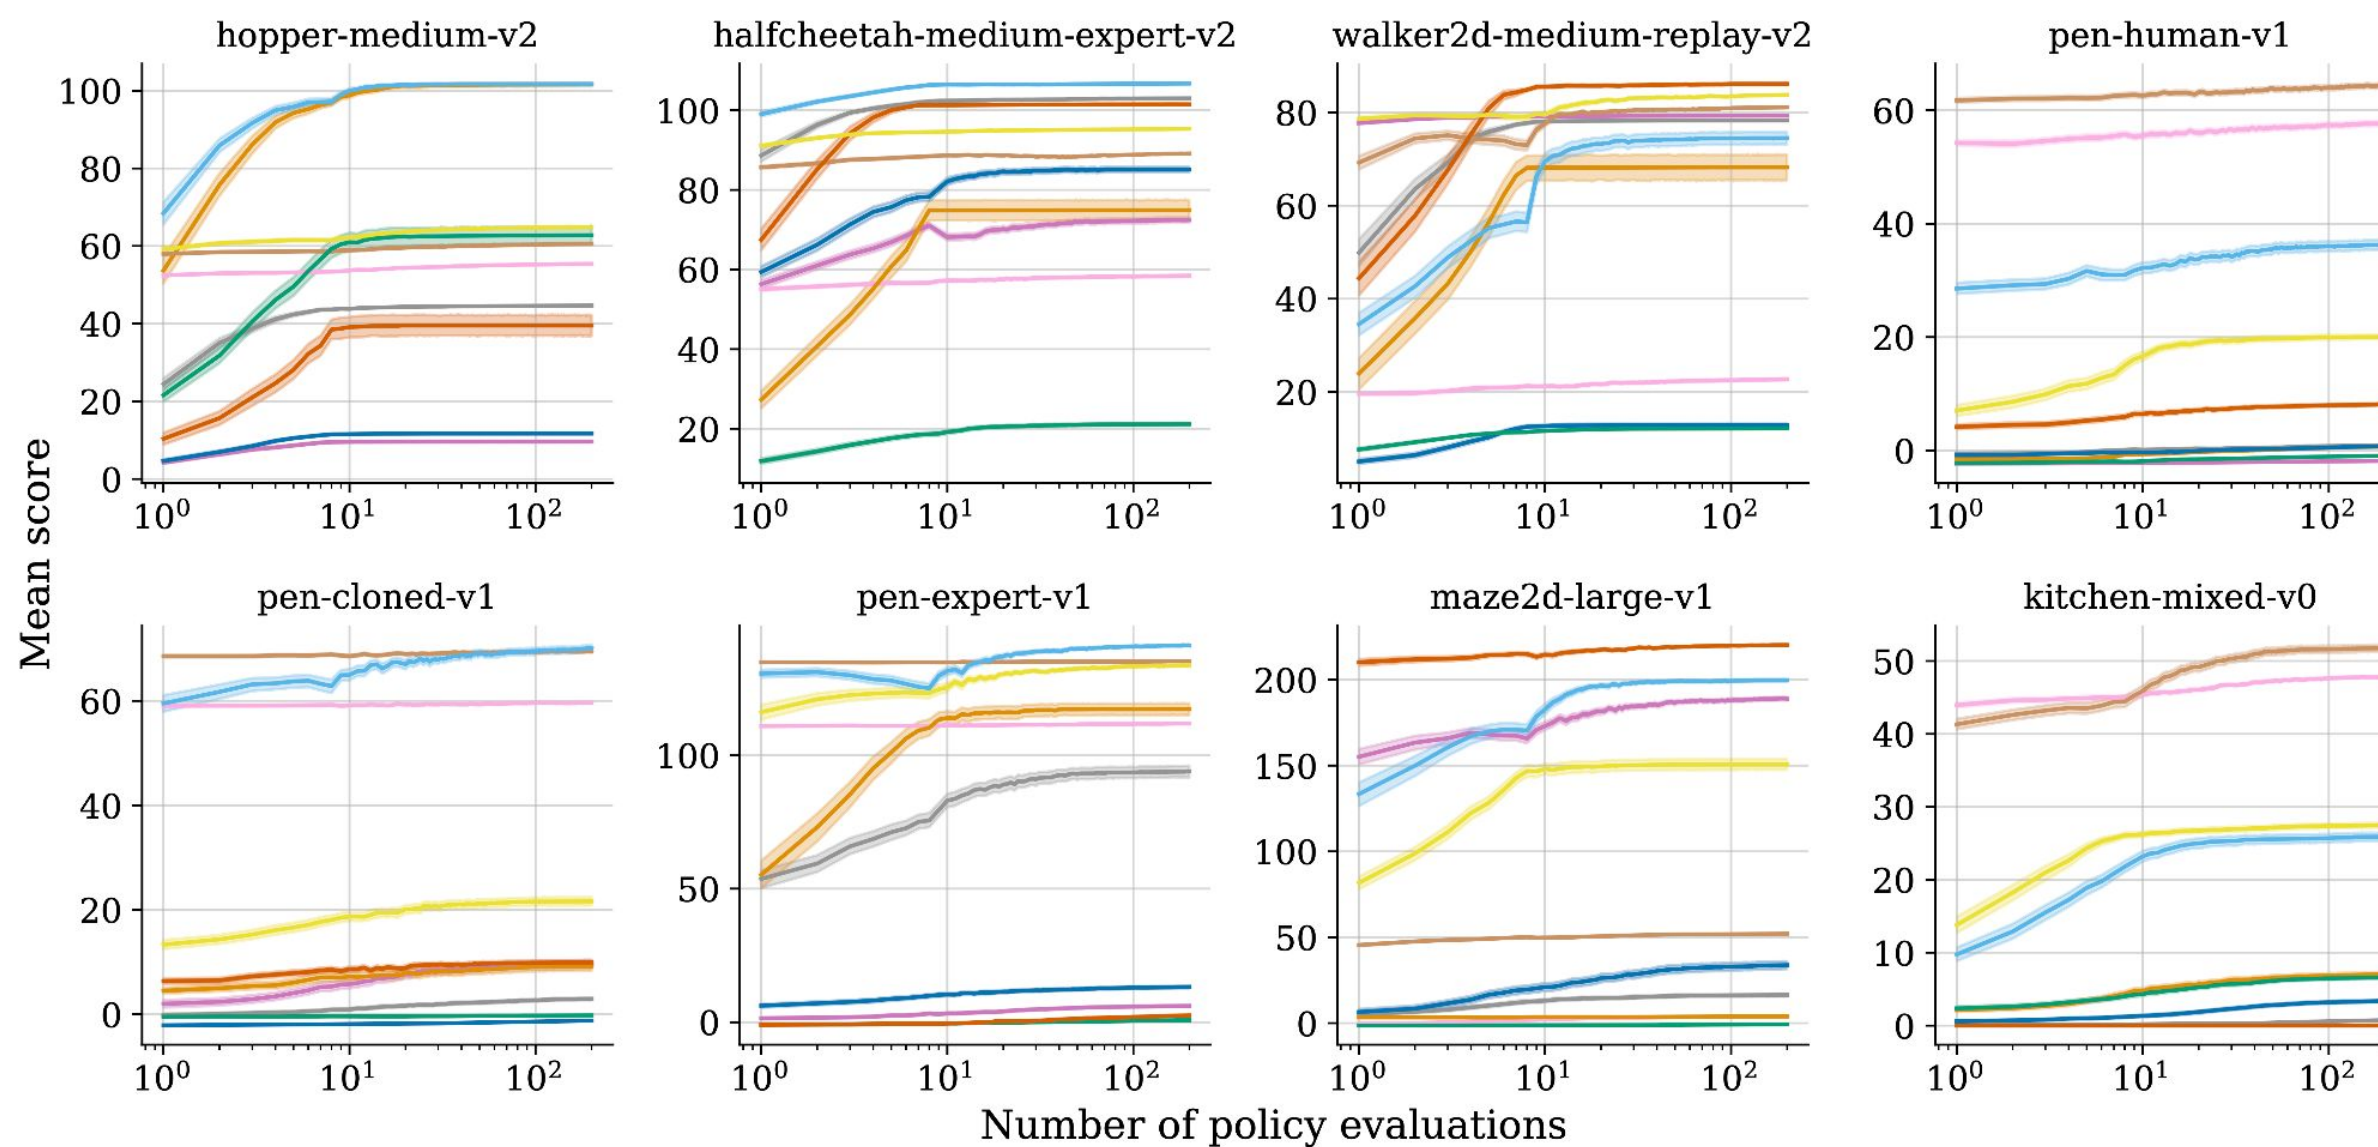 hopper-medium-v2
halfcheetah-medium-expert-v2
walker2d-medium-replay-v2
pen-human-v1
100
80
60
40
20
0
10⁰ 10¹ 10²
100
80
60
40
20
10⁰ 10¹ 10²
80
60
40
20
10⁰ 10¹ 10²
60
40
20
0
10⁰ 10¹ 10²
Mean score
pen-cloned-v1
pen-expert-v1
maze2d-large-v1
kitchen-mixed-v0
60
40
20
0
10⁰ 10¹ 10²
100
50
0
10⁰ 10¹ 10²
200
150
100
50
0
10⁰ 10¹ 10²
50
40
30
20
10
0
10⁰ 10¹ 10²
Number of policy evaluations